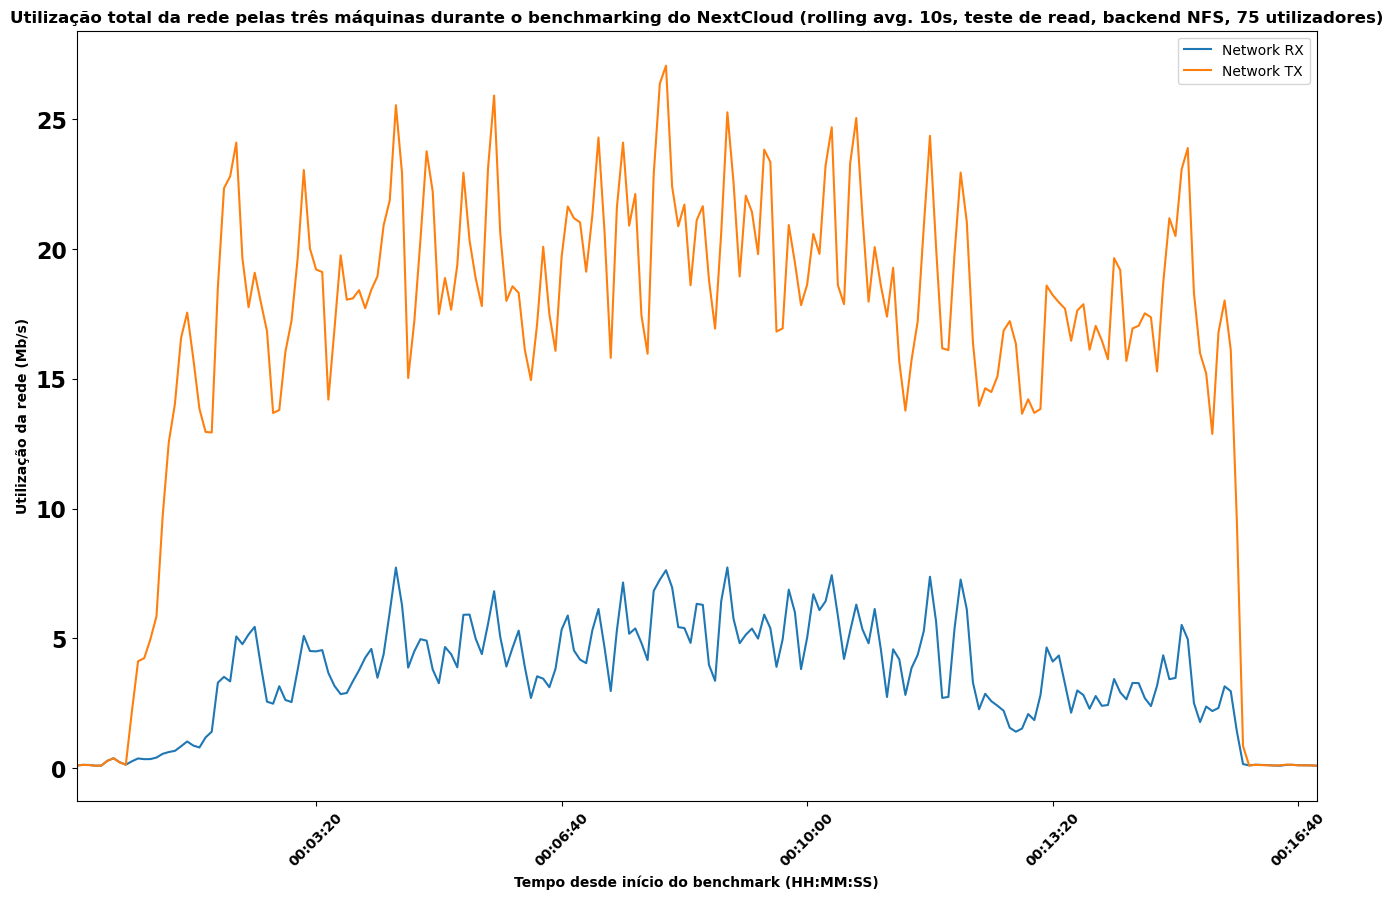 Utilização total da rede pelas três máquinas durante o benchmarking do NextCloud (rolling avg. 10s, teste de read, backend NFS, 75 utilizadores)
Network RX
Network TX
Utilização da rede (Mb/s)
25
20
15
10
5
0
00:03:20
00:06:40
00:10:00
00:13:20
00:16:40
Tempo desde início do benchmark (HH:MM:SS)